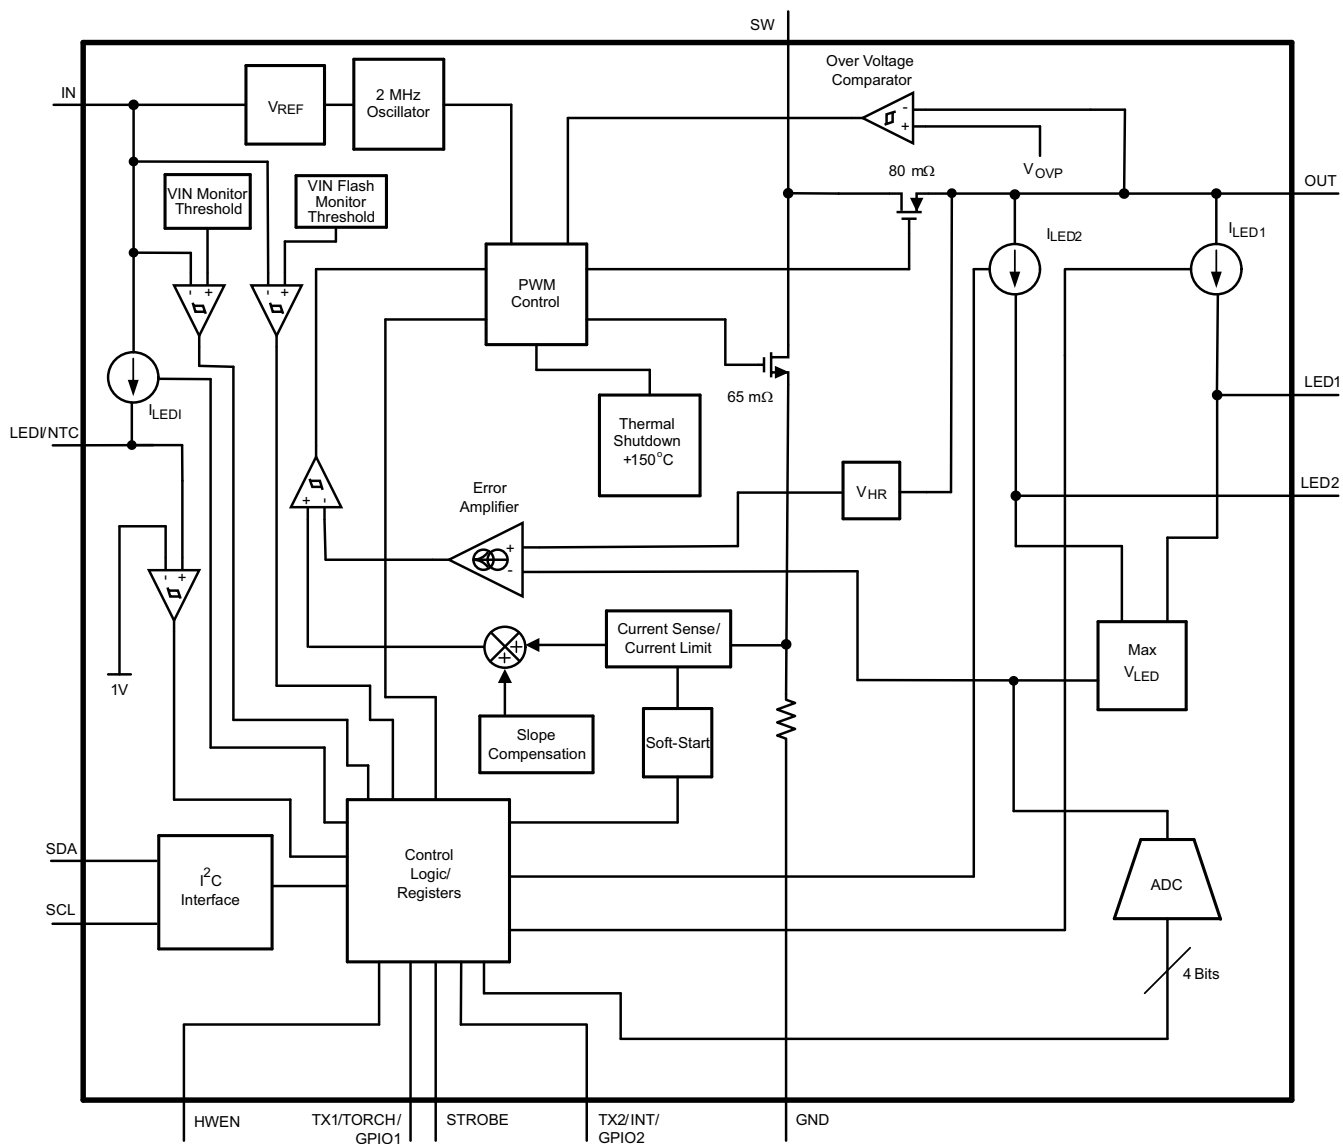 SW
Over Voltage
Comparator
IN
VREF
2 MHz
Oscillator
-
+
VOVP
80 mΩ
OUT
VIN Monitor
Threshold
VIN Flash
Monitor
Threshold
ILED2
ILED1
- +
- +
PWM
Control
ILEDI
65 mΩ
LED1
LEDI/NTC
Thermal
Shutdown
+150°C
+ -
Error
Amplifier
VHR
LED2
+
-
- +
1V
Current Sense/
Current Limit
+
+
Max
VLED
Slope
Compensation
Soft-Start
SDA
SCL
I2C
Interface
Control
Logic/
Registers
ADC
4 Bits
HWEN
TX1/TORCH/
GPIO1
STROBE
TX2/INT/
GPIO2
GND